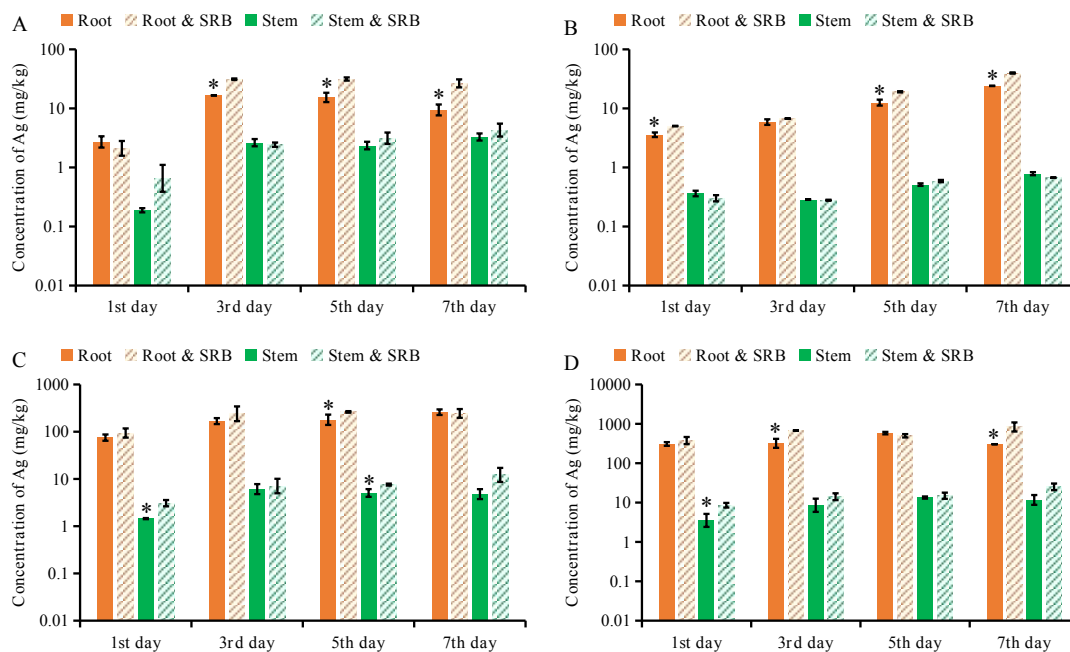 A
Root Root & SRB Stem Stem & SRB
Concentration of Ag (mg/kg)
100
10
1
0.1
0.01
* * *
1st day 3rd day 5th day 7th day
B
Root Root & SRB Stem Stem & SRB
Concentration of Ag (mg/kg)
100
10
1
0.1
0.01
* * *
1st day 3rd day 5th day 7th day
C
Root Root & SRB Stem Stem & SRB
Concentration of Ag (mg/kg)
1000
100
10
1
0.1
0.01
* * *
1st day 3rd day 5th day 7th day
D
Root Root & SRB Stem Stem & SRB
Concentration of Ag (mg/kg)
10000
1000
100
10
1
0.1
0.01
* * *
1st day 3rd day 5th day 7th day